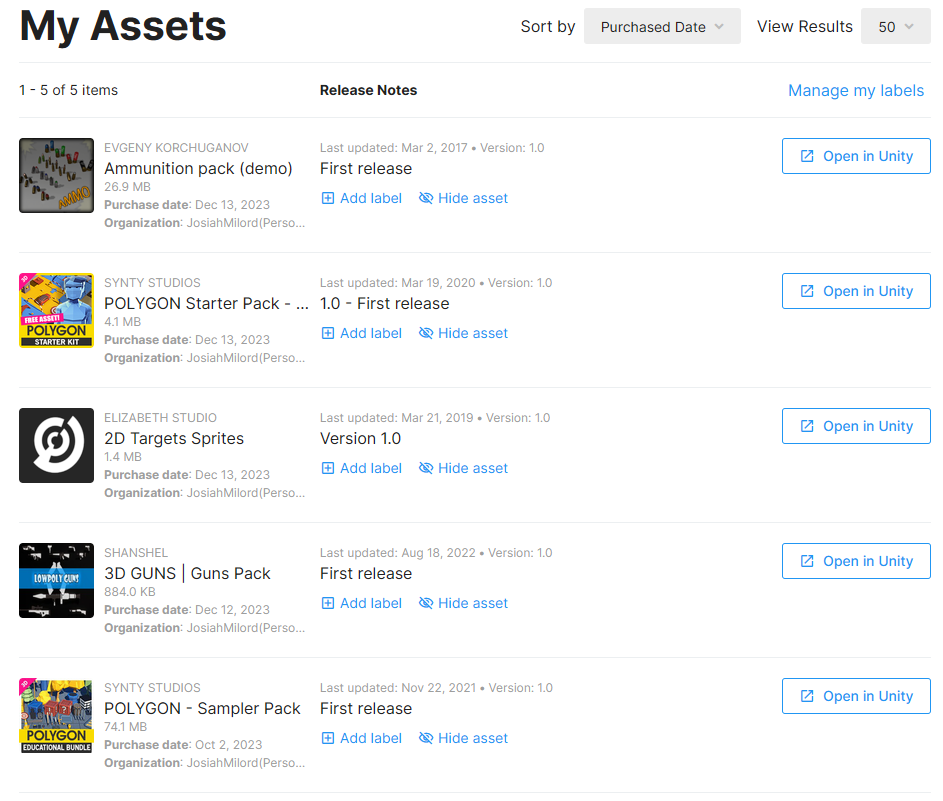 My Assets
Sort by Purchased Date View Results 50
1 - 5 of 5 items Release Notes Manage my labels
AMMO
EVGENY KORCHUGANOV
Ammunition pack (demo)
26.9 MB
Purchase date: Dec 13, 2023
Organization: JosiahMilord(Perso...
Last updated: Mar 2, 2017 • Version: 1.0
First release
Add label Hide asset
Open in Unity
FREE ASSET!
POLYGON
STARTER KIT
SYNTY STUDIOS
POLYGON Starter Pack - ...
4.1 MB
Purchase date: Dec 13, 2023
Organization: JosiahMilord(Perso...
Last updated: Mar 19, 2020 • Version: 1.0
1.0 - First release
Add label Hide asset
Open in Unity
ELIZABETH STUDIO
2D Targets Sprites
1.4 MB
Purchase date: Dec 13, 2023
Organization: JosiahMilord(Perso...
Last updated: Mar 21, 2019 • Version: 1.0
Version 1.0
Add label Hide asset
Open in Unity
LOWPOLY GUNS
SHANSHEL
3D GUNS | Guns Pack
884.0 KB
Purchase date: Dec 12, 2023
Organization: JosiahMilord(Perso...
Last updated: Aug 18, 2022 • Version: 1.0
First release
Add label Hide asset
Open in Unity
POLYGON
EDUCATIONAL BUNDLE
SYNTY STUDIOS
POLYGON - Sampler Pack
74.1 MB
Purchase date: Oct 2, 2023
Organization: JosiahMilord(Perso...
Last updated: Nov 22, 2021 • Version: 1.0
First release
Add label Hide asset
Open in Unity